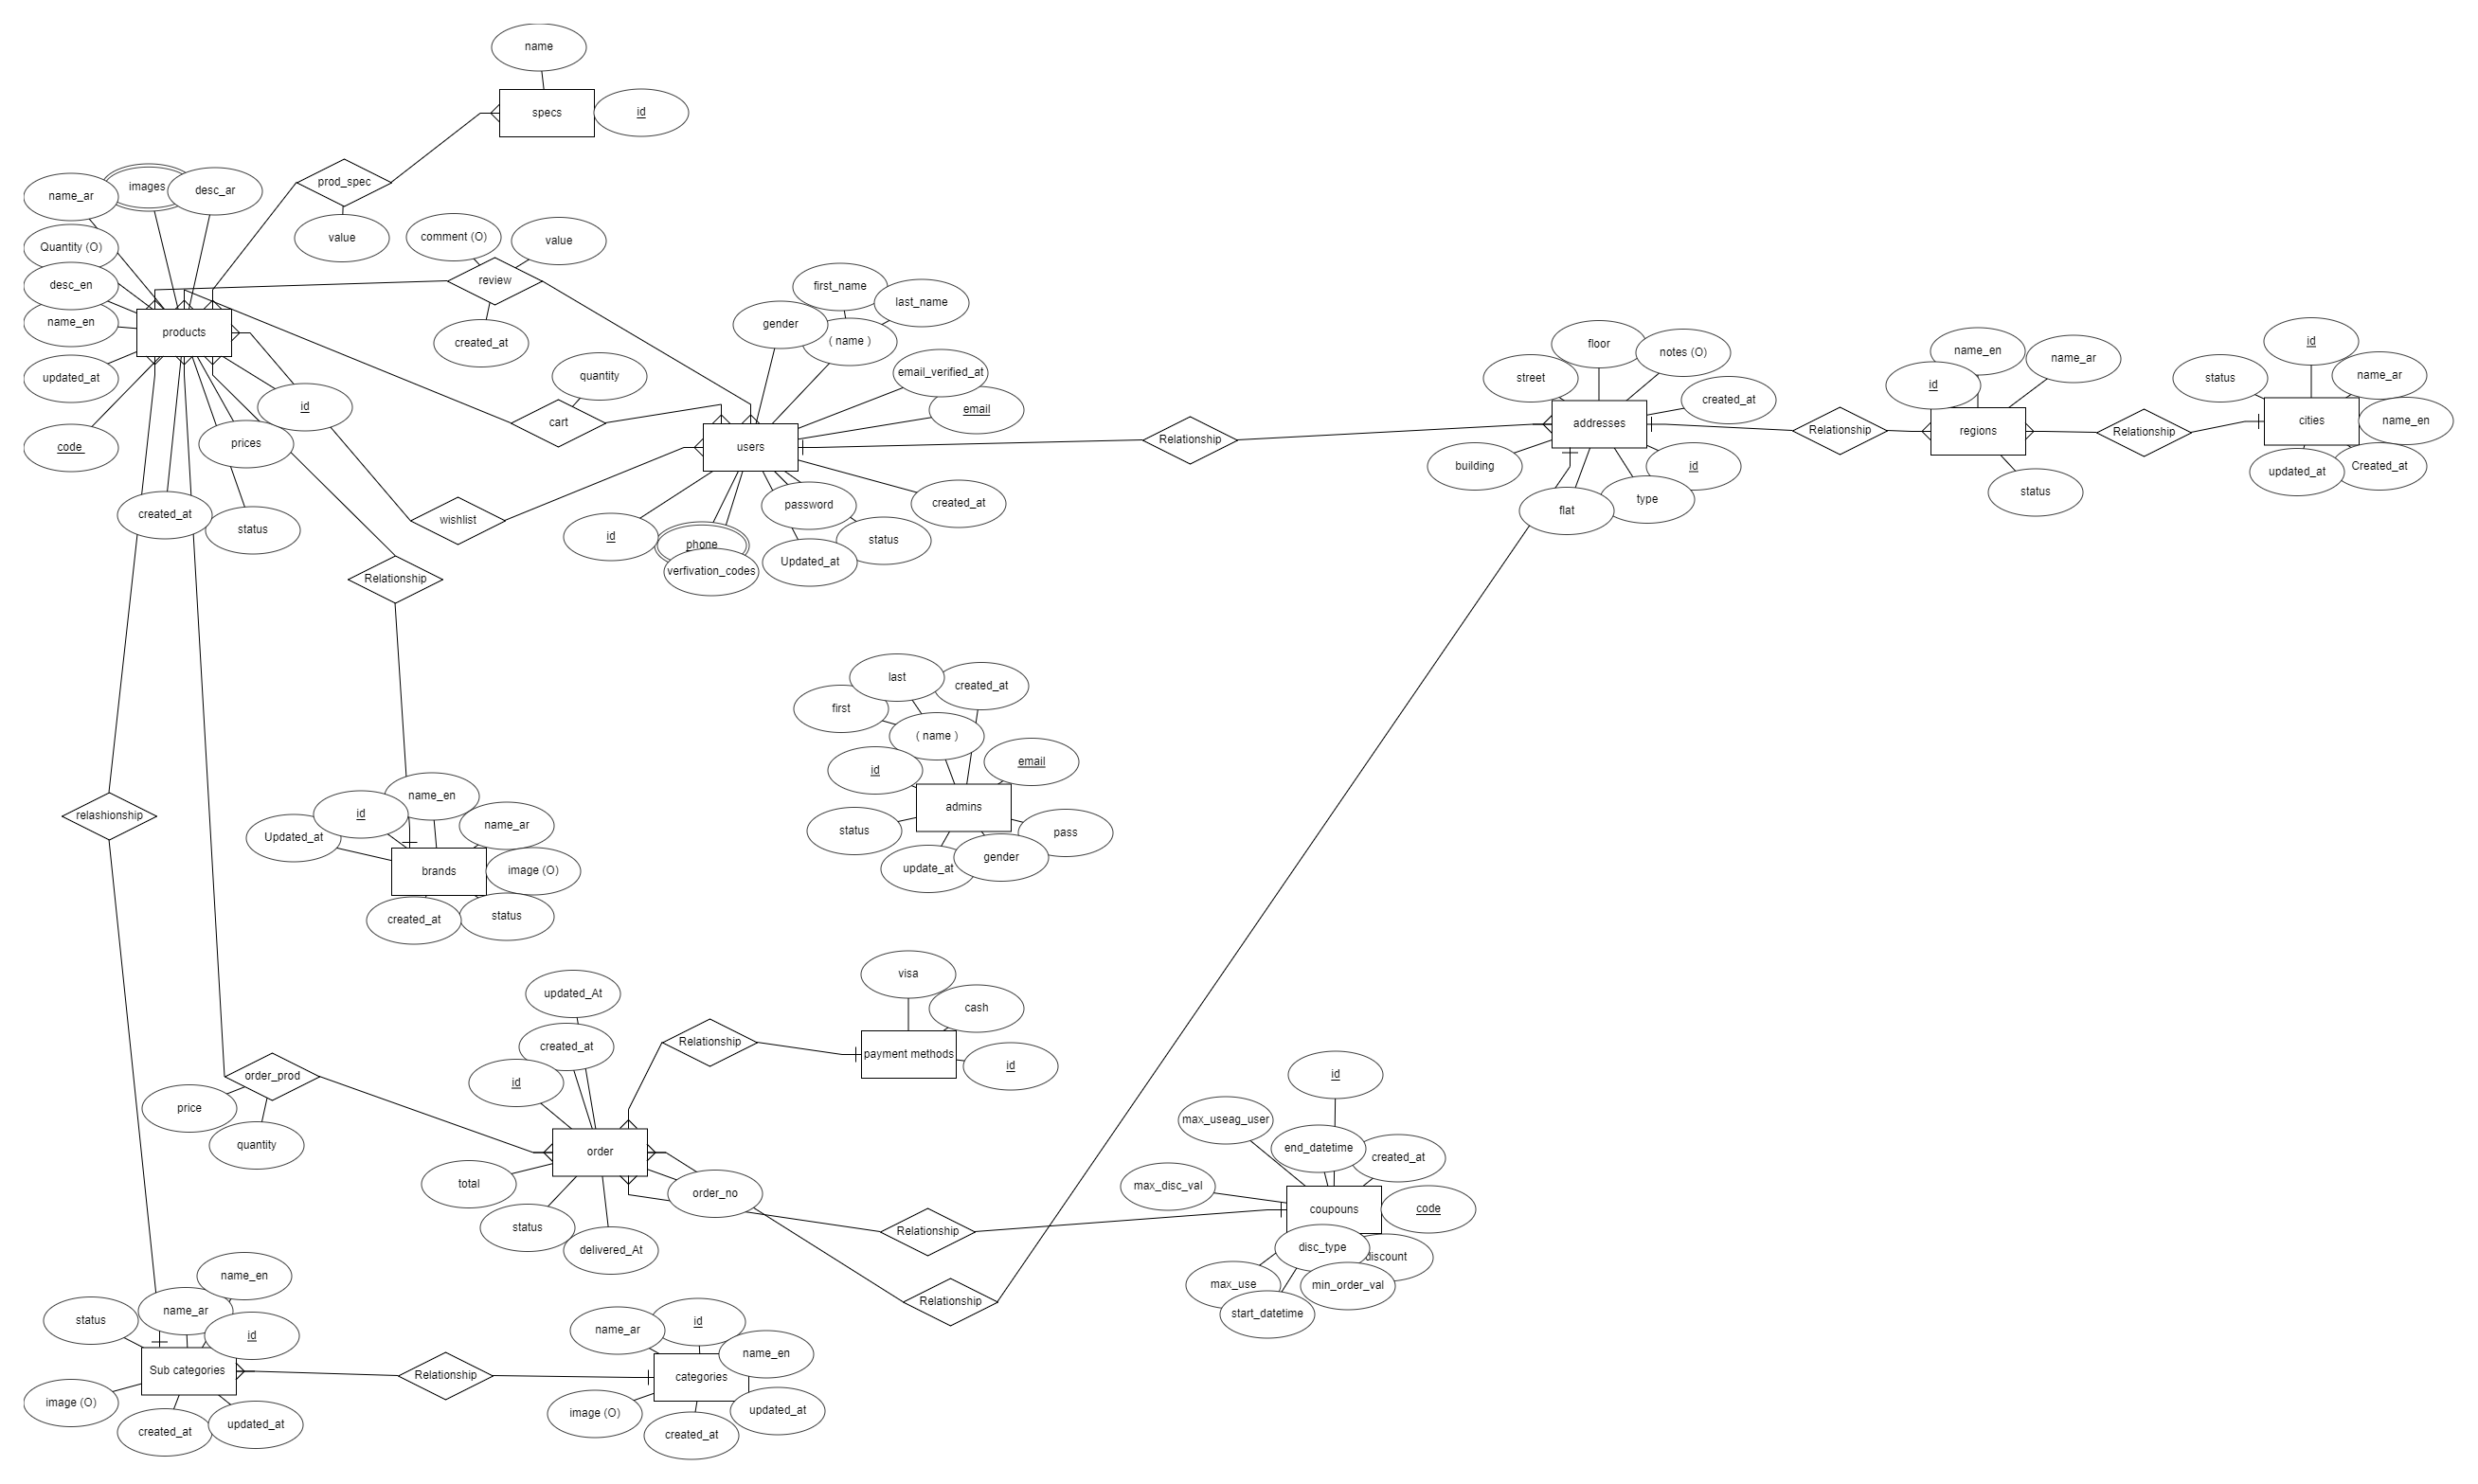 name
specs
id
prod_spec
value
name_ar
images
desc_ar
Quantity (O)
desc_en
name_en
products
updated_at
code
created_at
status
prices
id
comment (O)
value
review
created_at
quantity
cart
wishlist
Relationship
gender
first_name
last_name
( name )
email_verified_at
email
users
created_at
id
phone
verfivation_codes
password
status
Updated_at
Relationship
street
floor
notes (O)
created_at
addresses
building
id
type
flat
Relationship
id
name_en
name_ar
regions
status
Relationship
id
status
name_ar
cities
name_en
updated_at
Created_at
relashionship
last
created_at
first
( name )
id
email
admins
status
pass
update_at
gender
name_en
id
name_ar
Updated_at
brands
image (O)
created_at
status
visa
cash
payment methods
id
Relationship
updated_At
created_at
id
order_prod
price
quantity
order
total
order_no
status
delivered_At
Relationship
Relationship
id
max_useag_user
end_datetime
created_at
max_disc_val
coupouns
code
disc_type
discount
max_use
min_order_val
start_datetime
name_en
name_ar
status
id
Sub categories
image (O)
created_at
updated_at
Relationship
id
name_ar
name_en
categories
image (O)
updated_at
created_at